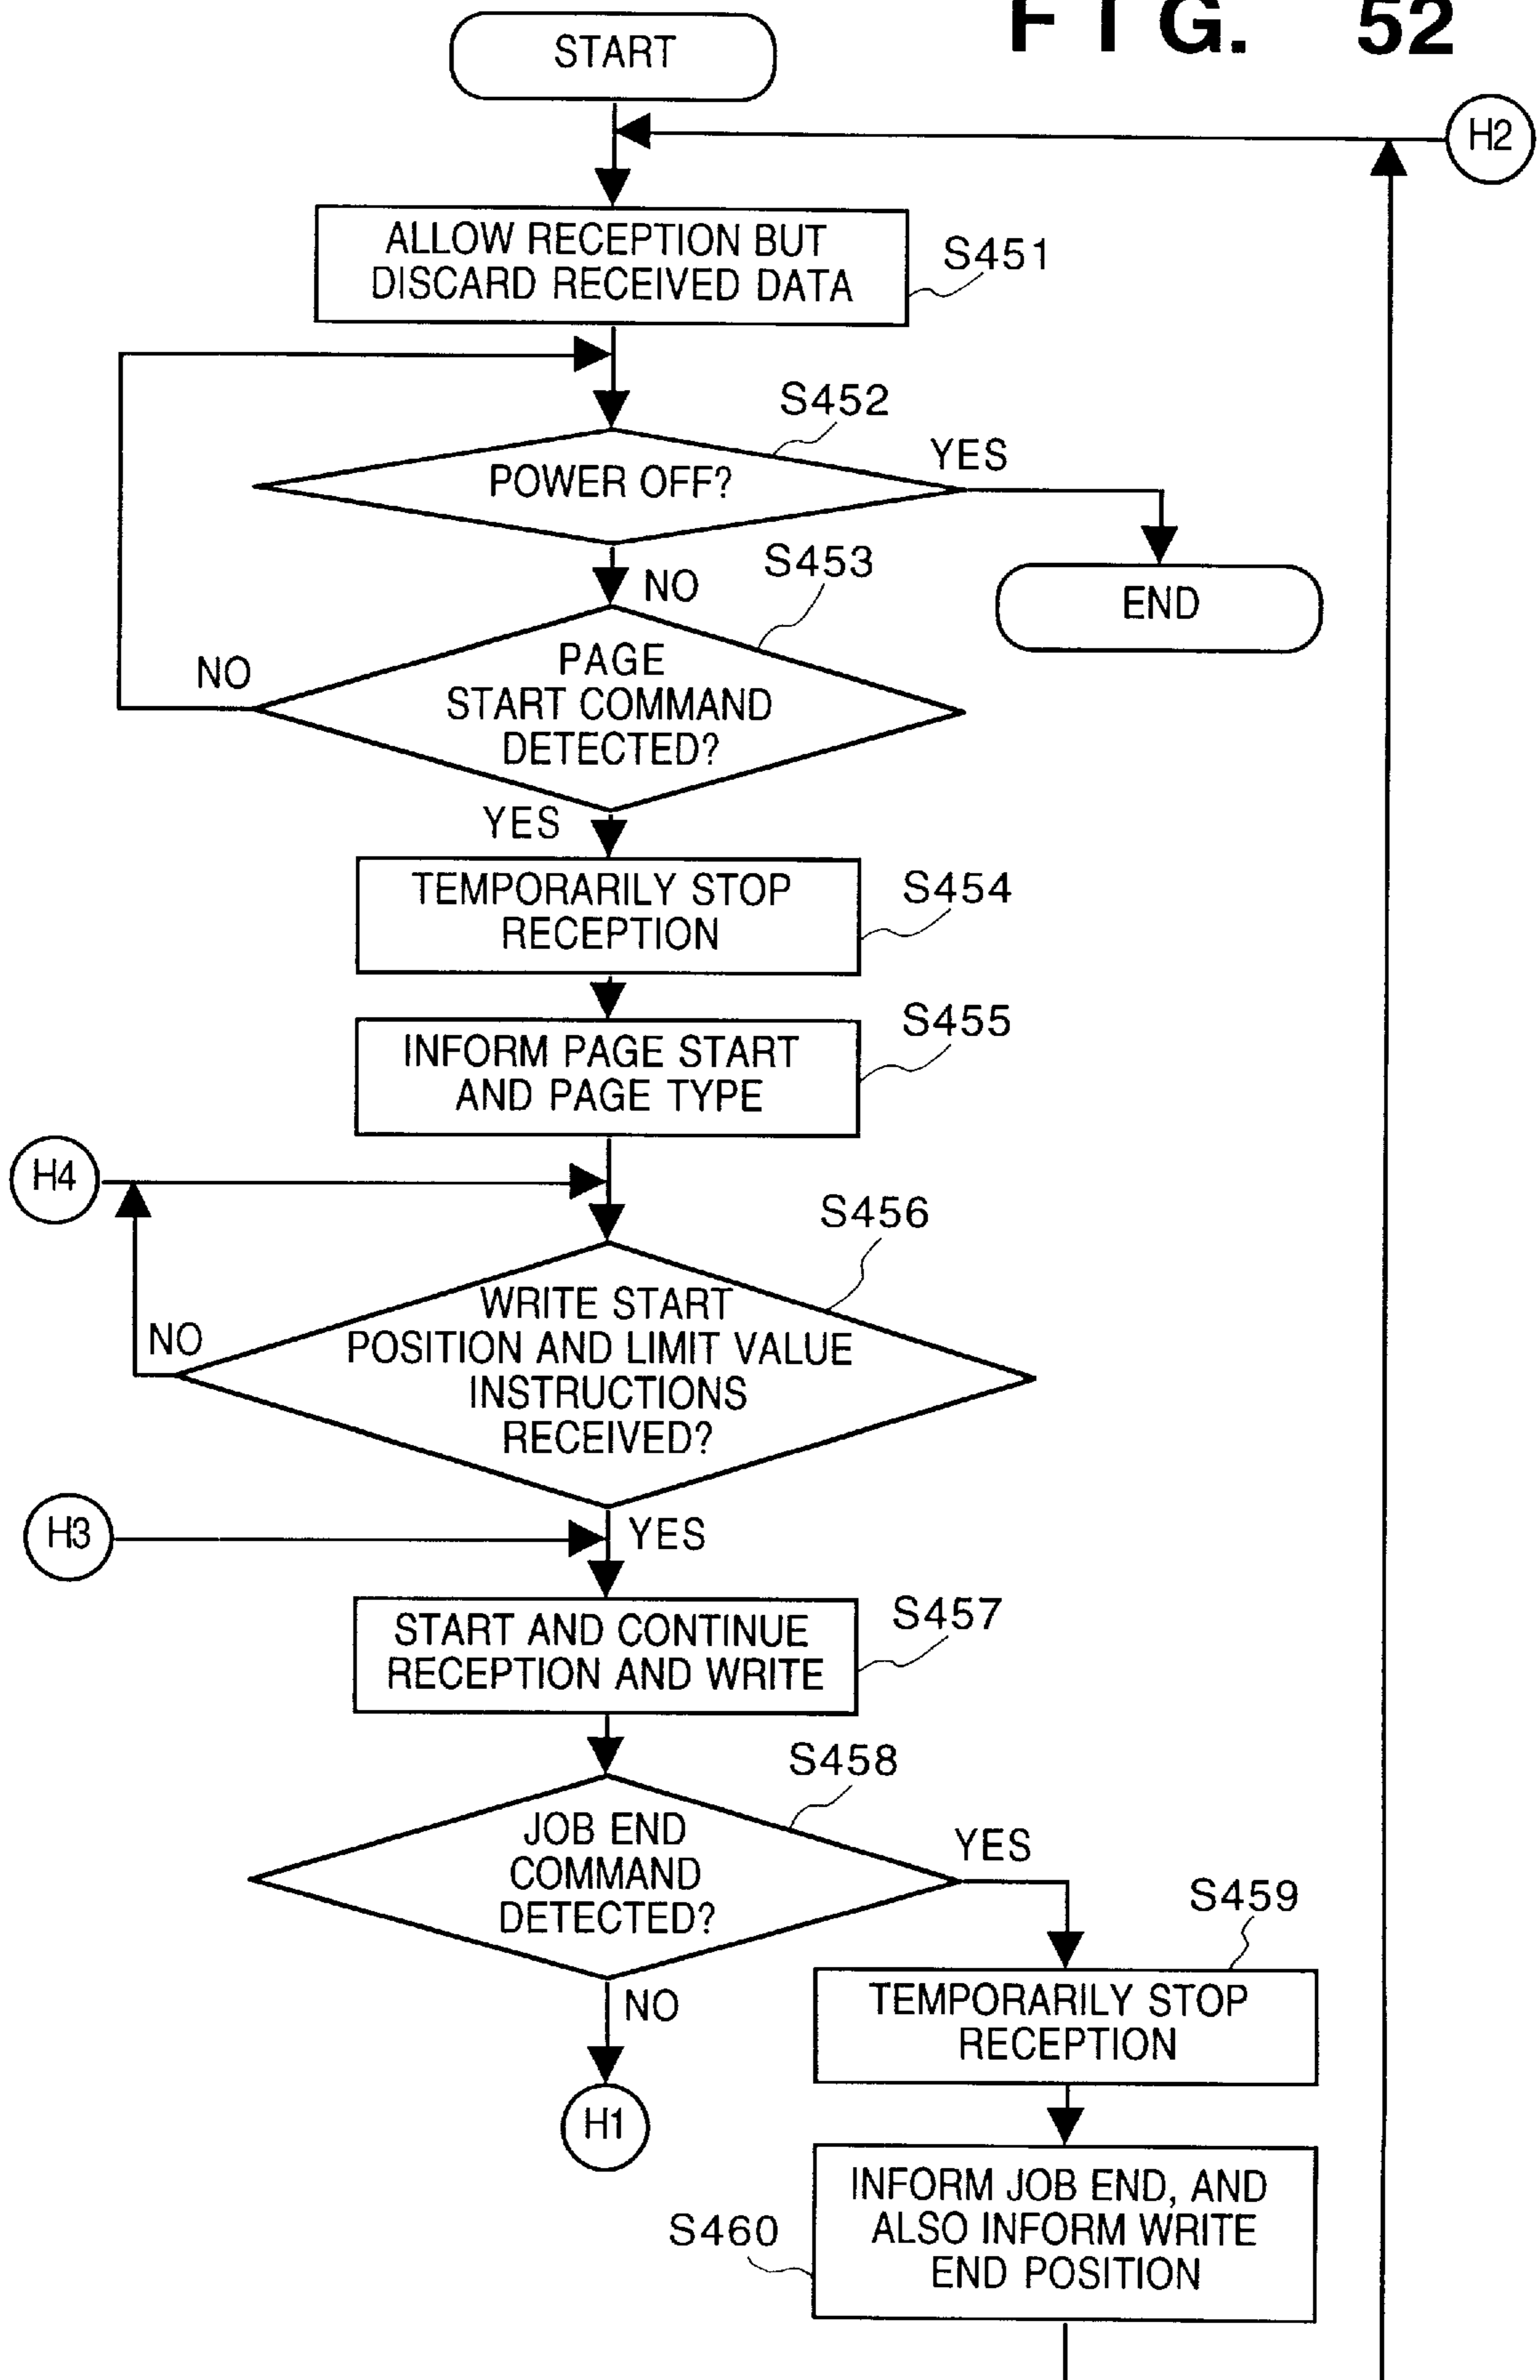 FIG. 52
START
H2
ALLOW RECEPTION BUT
DISCARD RECEIVED DATA
S451
S452
YES
POWER OFF?
S453
NO
END
NO
PAGE
START COMMAND
DETECTED?
YES
TEMPORARILY STOP
RECEPTION
S454
INFORM PAGE START
AND PAGE TYPE
S455
H4
S456
NO
WRITE START
POSITION AND LIMIT VALUE
INSTRUCTIONS
RECEIVED?
H3
YES
START AND CONTINUE
RECEPTION AND WRITE
S457
S458
JOB END
COMMAND
DETECTED?
YES
S459
NO
TEMPORARILY STOP
RECEPTION
H1
INFORM JOB END, AND
ALSO INFORM WRITE
END POSITION
S460